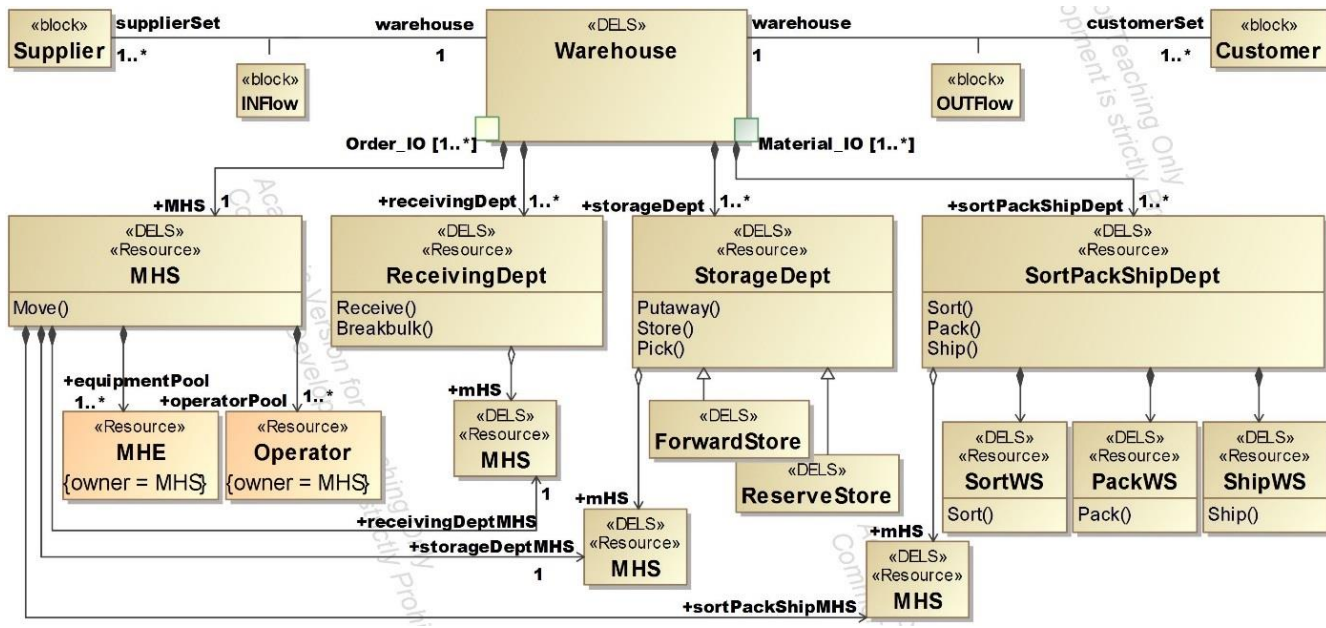 «block»
Supplier
supplierSet
1..*
warehouse
1
«block»
INFlow
«DELS»
Warehouse
Order_IO [1..*]
Material_IO [1..*]
warehouse
1
«block»
OUTFlow
customerSet
1..*
«block»
Customer
+MHS
1
+receivingDept
1..*
+storageDept
1..*
+sortPackShipDept
1..*
«DELS»
«Resource»
MHS
Move()
«DELS»
«Resource»
ReceivingDept
Receive()
Breakbulk()
«DELS»
«Resource»
StorageDept
Putaway()
Store()
Pick()
«DELS»
«Resource»
SortPackShipDept
Sort()
Pack()
Ship()
+equipmentPool
1..*
+operatorPool
1..*
«Resource»
MHE
{owner = MHS}
«Resource»
Operator
{owner = MHS}
+mHS
«DELS»
«Resource»
MHS
1
+receivingDeptMHS
«DELS»
ForwardStore
«DELS»
«Resource»
ReserveStore
+mHS
«DELS»
«Resource»
MHS
+storageDeptMHS
1
«DELS»
«Resource»
SortWS
Sort()
«DELS»
«Resource»
PackWS
Pack()
«DELS»
«Resource»
ShipWS
Ship()
+mHS
«DELS»
«Resource»
MHS
+sortPackShipMHS